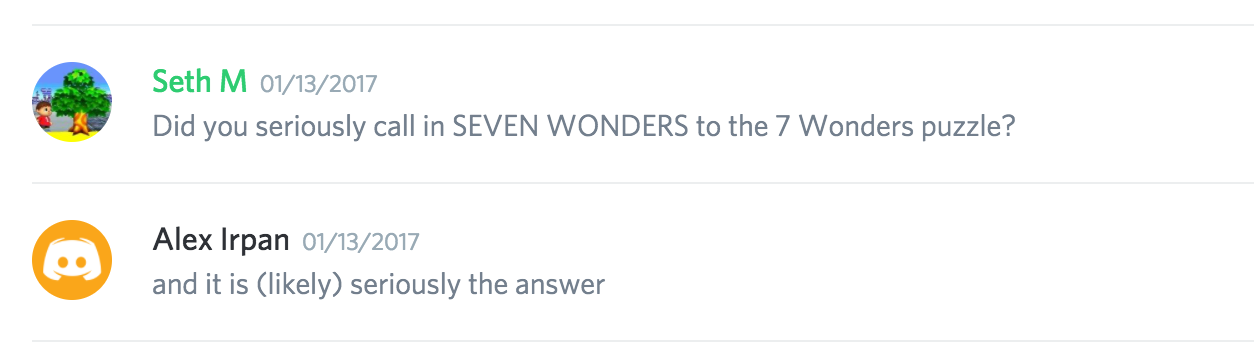 Seth M 01/13/2017
Did you seriously call in SEVEN WONDERS to the 7 Wonders puzzle?
Alex Irpan 01/13/2017
and it is (likely) seriously the answer